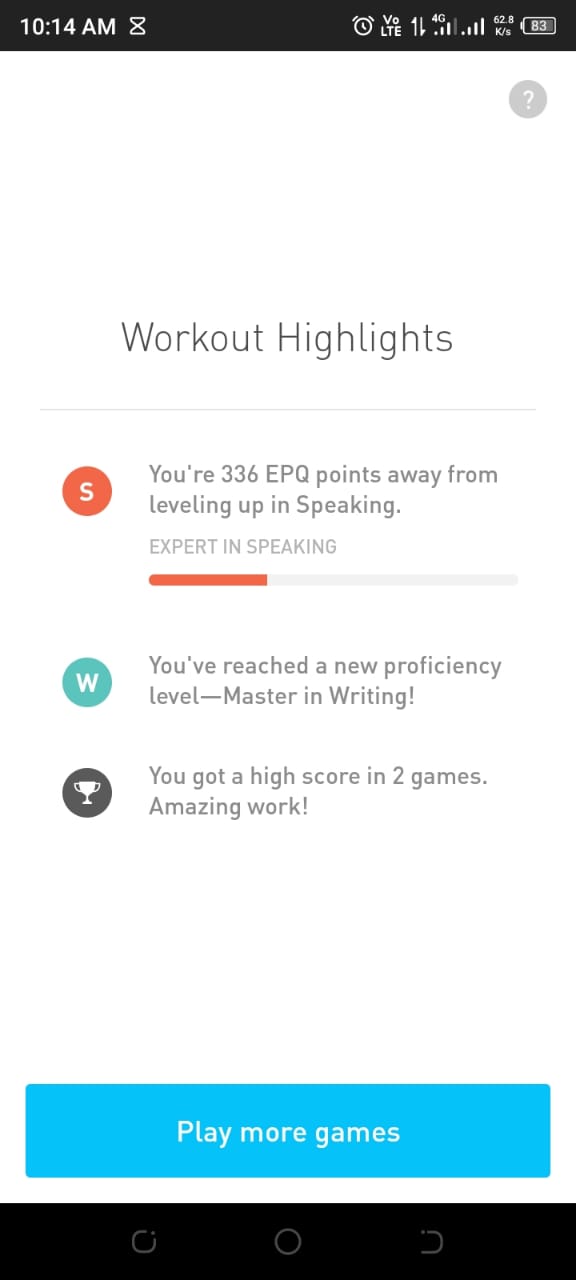 10:14 AM
Vo
LTE
4G
62.8
K/s
83
?
Workout Highlights
S
You're 336 EPQ points away from
leveling up in Speaking.
EXPERT IN SPEAKING
W
You've reached a new proficiency
level—Master in Writing!
You got a high score in 2 games.
Amazing work!
Play more games